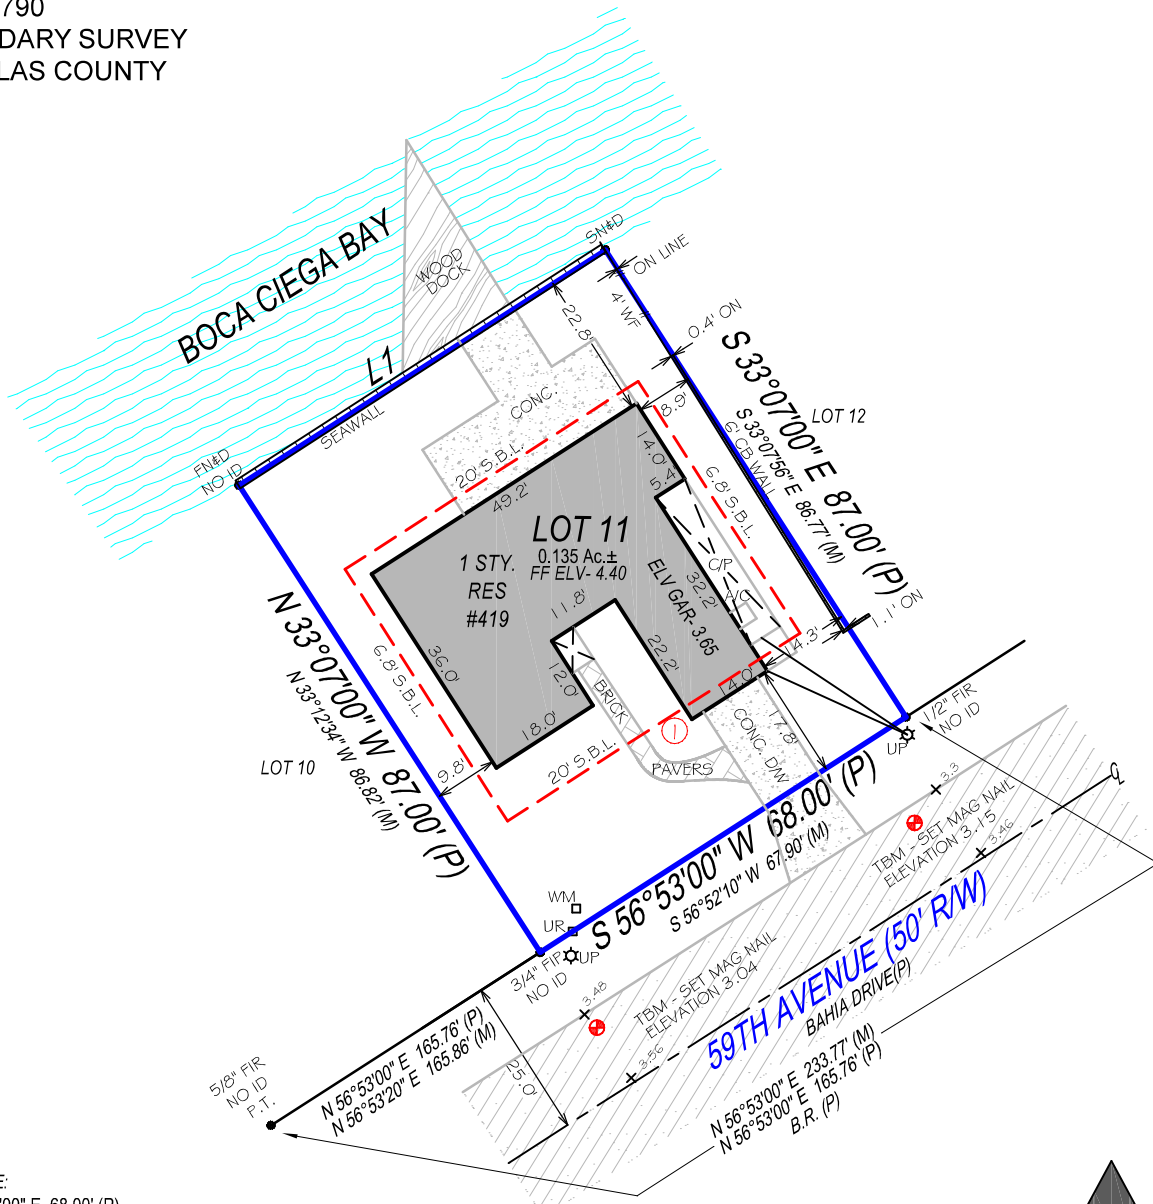 790
DARY SURVEY
LAS COUNTY
BOCA CIEGA BAY
WOOD
DOCK
SN&D
ON LINE
4' WF
0.4' ON
L1
SEAWALL
22.8'
FN&D
NO ID
CONC.
S 33°07'00" E 87.00' (P)
S 33°07'56" E 86.77' (M)
6' CB WALL
LOT 12
8.9'
20' S.B.L.
49.2'
14.0'
5.4'
6.8' S.B.L.
LOT 11
0.135 Ac.±
FF ELV- 4.40
1 STY.
RES
#419
C/P
A/C
32.2'
ELV GAR- 3.65
11.8'
22.2'
12.0'
14.0'
14.3'
1.1' ON
36.0'
18.0'
6.8' S.B.L.
N 33°07'00" W 87.00' (P)
N 33°12'34" W 86.82' (M)
LOT 10
9.8'
BRICK
PAVERS
20' S.B.L.
1
CONC. D/W
17.8'
1/2" FIR
NO ID
UP
S 56°53'00" W 68.00' (P)
S 56°52'10" W 67.90' (M)
WM
UR
UP
3/4" FIP
NO ID
3.3
TBM - SET MAG NAIL
ELEVATION 3.15
3.46
℄
3.48
TBM - SET MAG NAIL
ELEVATION 3.04
3.56
59TH AVENUE (50' R/W)
BAHIA DRIVE(P)
N 56°53'00" E 165.76' (P)
N 56°53'20" E 165.86' (M)
25.0'
5/8" FIR
NO ID
P.T.
N 56°53'00" E 233.77' (M)
N 56°53'00" E 165.76' (P)
B.R. (P)
E:
'00" E 68.00' (P)